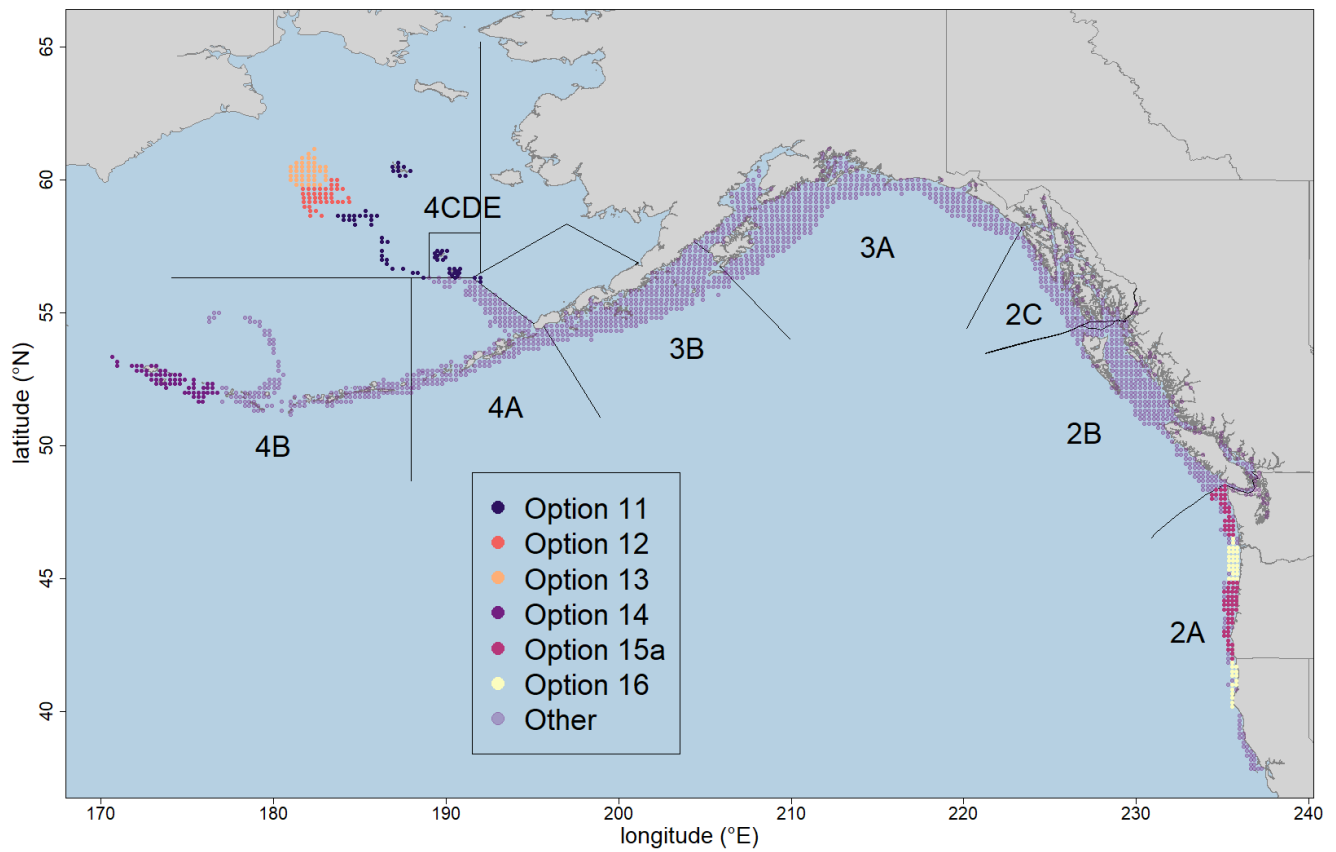 65
60
55
50
45
40
latitude (°N)
4CDE
3A
2C
3B
4A
2B
4B
2A
Option 11
Option 12
Option 13
Option 14
Option 15a
Option 16
Other
170
180
190
200
210
220
230
240
longitude (°E)